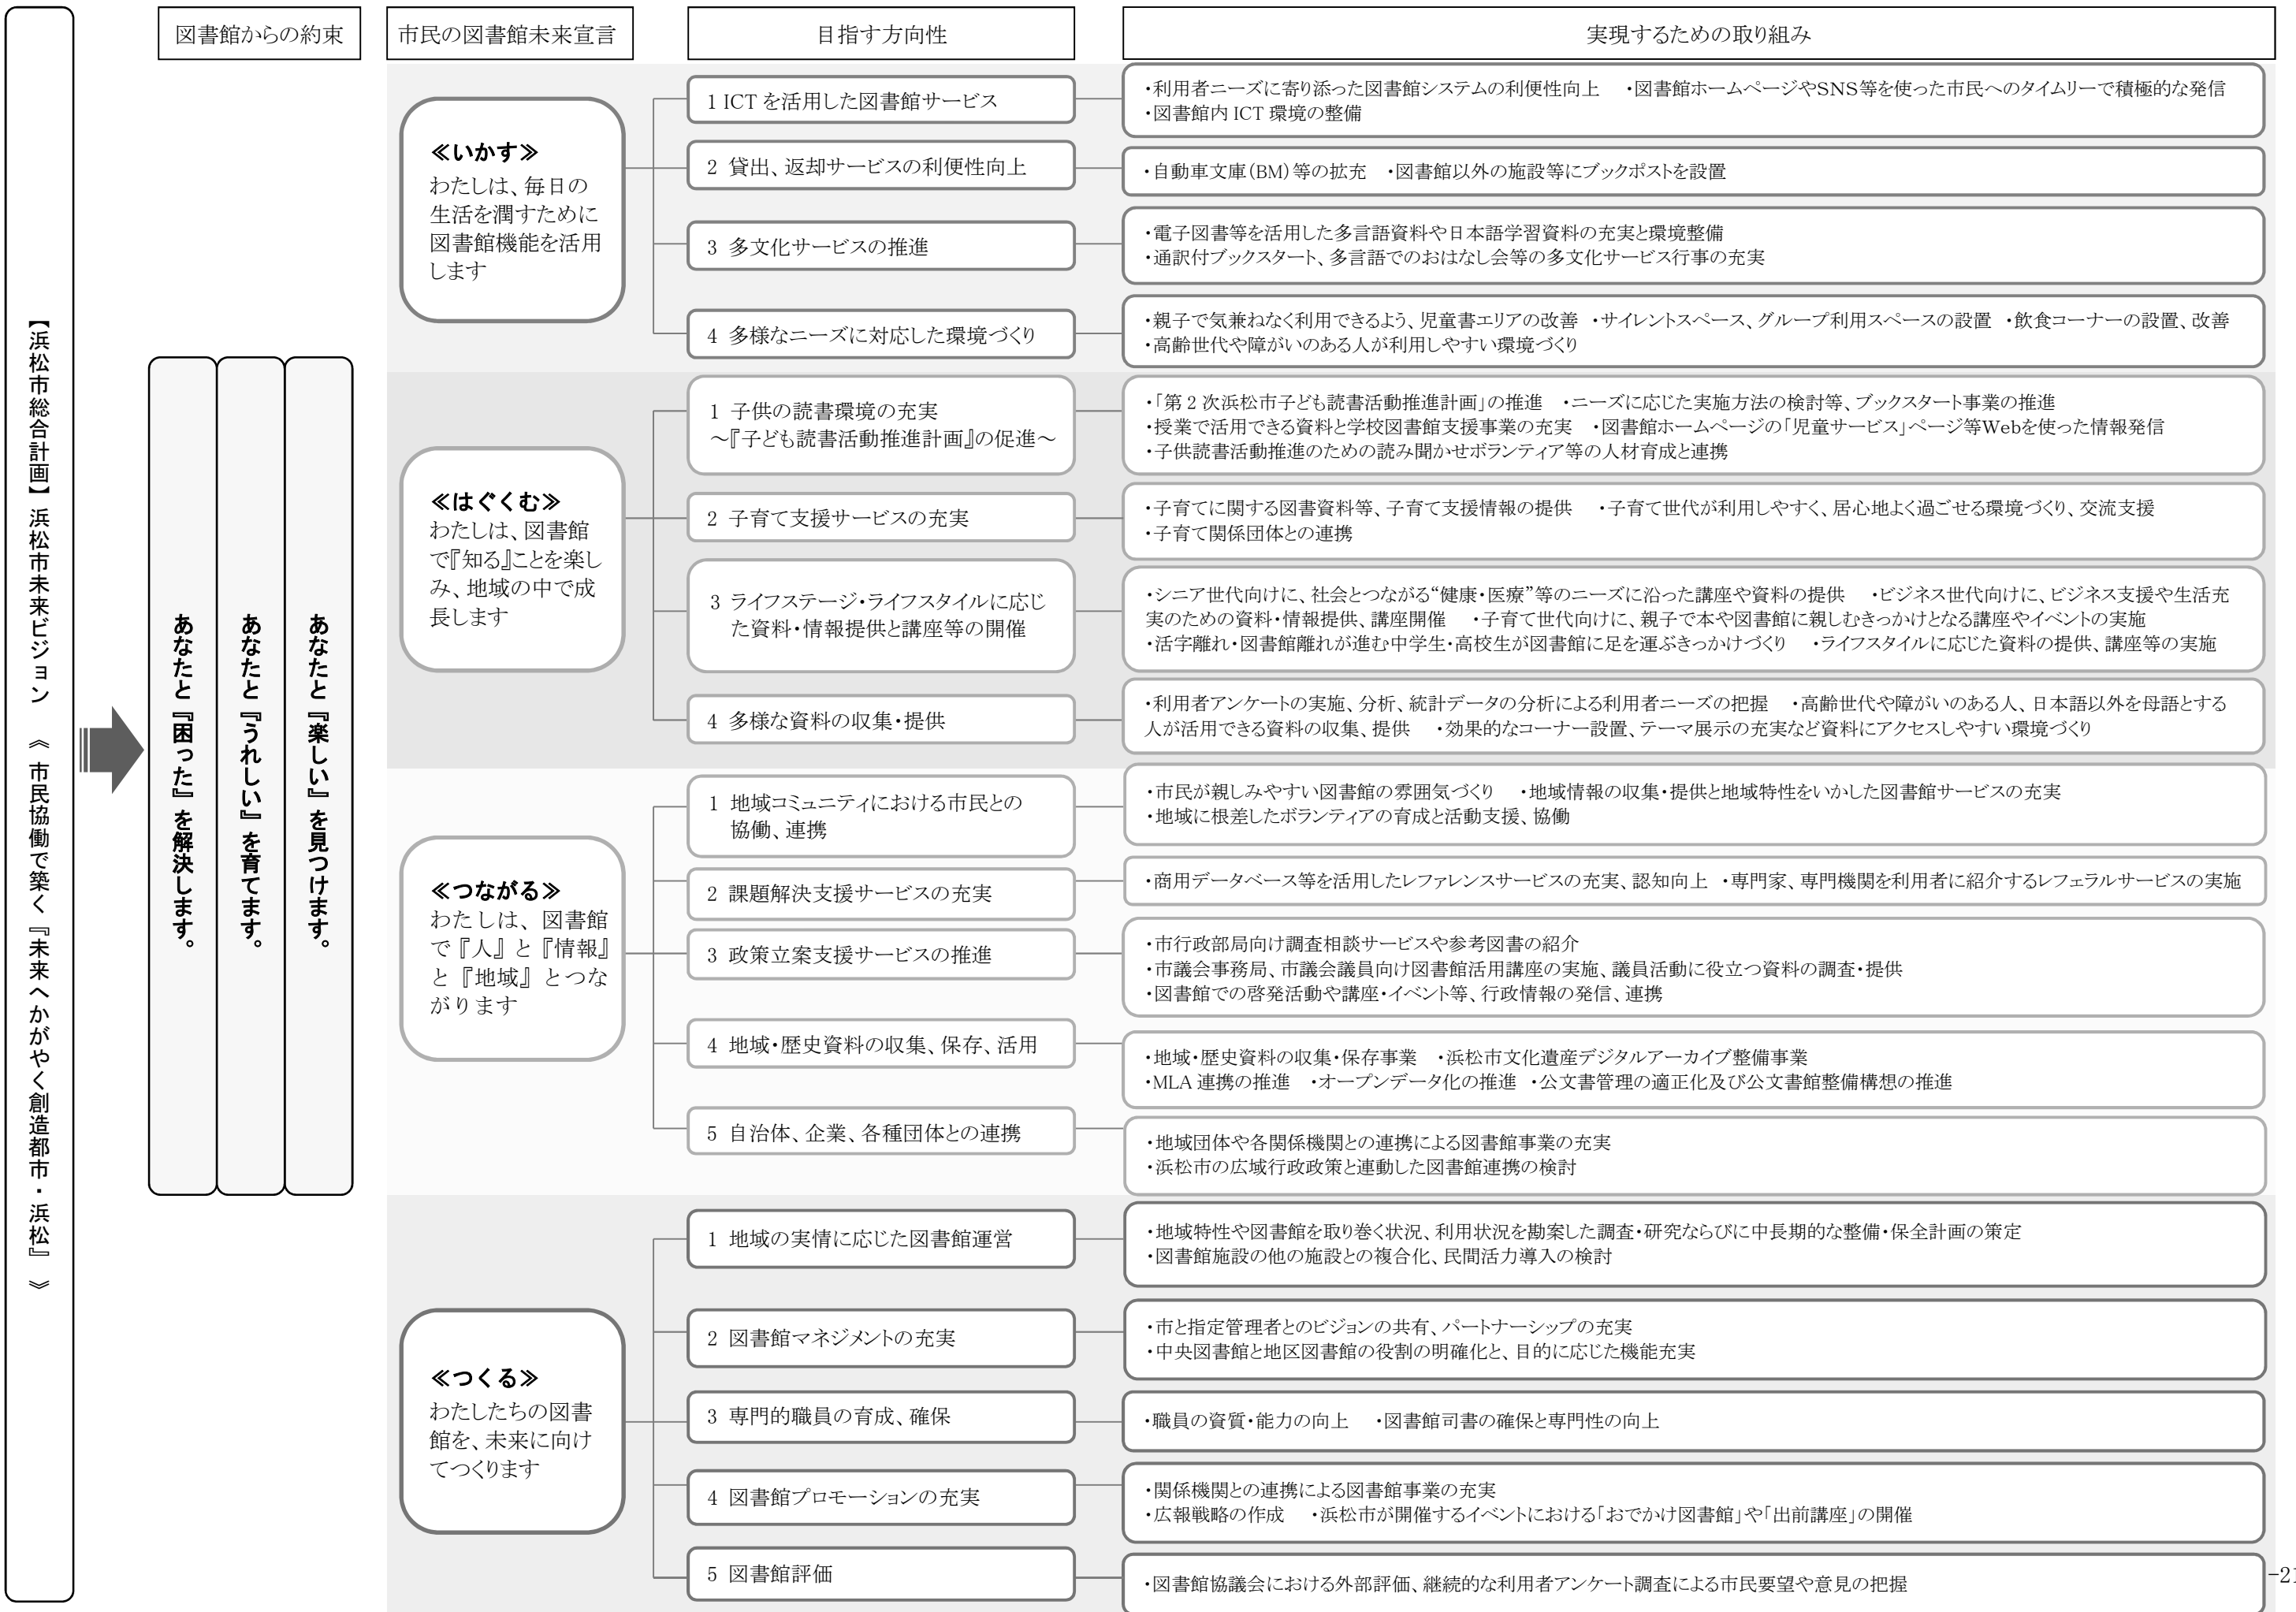 図書館からの約束
市民の図書館未来宣言
目指す方向性
実現するための取り組み
【浜松市総合計画】浜松市未来ビジョン 《 市民協働で築く『未来へかがやく創造都市・浜松』 》
あなたと『楽しい』を見つけます。
あなたと『うれしい』を育てます。
あなたと『困った』を解決します。
≪いかす≫
わたしは、毎日の
生活を潤すために
図書館機能を活用
します
1 ICT を活用した図書館サービス
・利用者ニーズに寄り添った図書館システムの利便性向上 ・図書館ホームページやSNS等を使った市民へのタイムリーで積極的な発信
・図書館内 ICT 環境の整備
2 貸出、返却サービスの利便性向上
・自動車文庫(BM)等の拡充 ・図書館以外の施設等にブックポストを設置
3 多文化サービスの推進
・電子図書等を活用した多言語資料や日本語学習資料の充実と環境整備
・通訳付ブックスタート、多言語でのおはなし会等の多文化サービス行事の充実
4 多様なニーズに対応した環境づくり
・親子で気兼ねなく利用できるよう、児童書エリアの改善 ・サイレントスペース、グループ利用スペースの設置 ・飲食コーナーの設置、改善
・高齢世代や障がいのある人が利用しやすい環境づくり
≪はぐくむ≫
わたしは、図書館
で『知る』ことを楽し
み、地域の中で成
長します
1 子供の読書環境の充実
~『子ども読書活動推進計画』の促進~
・「第 2 次浜松市子ども読書活動推進計画」の推進 ・ニーズに応じた実施方法の検討等、ブックスタート事業の推進
・授業で活用できる資料と学校図書館支援事業の充実 ・図書館ホームページの「児童サービス」ページ等Webを使った情報発信
・子供読書活動推進のための読み聞かせボランティア等の人材育成と連携
2 子育て支援サービスの充実
・子育てに関する図書資料等、子育て支援情報の提供 ・子育て世代が利用しやすく、居心地よく過ごせる環境づくり、交流支援
・子育て関係団体との連携
3 ライフステージ・ライフスタイルに応じ
た資料・情報提供と講座等の開催
・シニア世代向けに、社会とつながる“健康・医療”等のニーズに沿った講座や資料の提供 ・ビジネス世代向けに、ビジネス支援や生活充
実のための資料・情報提供、講座開催 ・子育て世代向けに、親子で本や図書館に親しむきっかけとなる講座やイベントの実施
・活字離れ・図書館離れが進む中学生・高校生が図書館に足を運ぶきっかけづくり ・ライフスタイルに応じた資料の提供、講座等の実施
4 多様な資料の収集・提供
・利用者アンケートの実施、分析、統計データの分析による利用者ニーズの把握 ・高齢世代や障がいのある人、日本語以外を母語とする
人が活用できる資料の収集、提供 ・効果的なコーナー設置、テーマ展示の充実など資料にアクセスしやすい環境づくり
≪つながる≫
わたしは、図書館
で『人』と『情報』
と『地域』とつな
がります
1 地域コミュニティにおける市民との
協働、連携
・市民が親しみやすい図書館の雰囲気づくり ・地域情報の収集・提供と地域特性をいかした図書館サービスの充実
・地域に根差したボランティアの育成と活動支援、協働
2 課題解決支援サービスの充実
・商用データベース等を活用したレファレンスサービスの充実、認知向上 ・専門家、専門機関を利用者に紹介するレフェラルサービスの実施
3 政策立案支援サービスの推進
・市行政部局向け調査相談サービスや参考図書の紹介
・市議会事務局、市議会議員向け図書館活用講座の実施、議員活動に役立つ資料の調査・提供
・図書館での啓発活動や講座・イベント等、行政情報の発信、連携
4 地域・歴史資料の収集、保存、活用
・地域・歴史資料の収集・保存事業 ・浜松市文化遺産デジタルアーカイブ整備事業
・MLA 連携の推進 ・オープンデータ化の推進 ・公文書管理の適正化及び公文書館整備構想の推進
5 自治体、企業、各種団体との連携
・地域団体や各関係機関との連携による図書館事業の充実
・浜松市の広域行政政策と連動した図書館連携の検討
≪つくる≫
わたしたちの図書
館を、未来に向け
てつくります
1 地域の実情に応じた図書館運営
・地域特性や図書館を取り巻く状況、利用状況を勘案した調査・研究ならびに中長期的な整備・保全計画の策定
・図書館施設の他の施設との複合化、民間活力導入の検討
2 図書館マネジメントの充実
・市と指定管理者とのビジョンの共有、パートナーシップの充実
・中央図書館と地区図書館の役割の明確化と、目的に応じた機能充実
3 専門的職員の育成、確保
・職員の資質・能力の向上 ・図書館司書の確保と専門性の向上
4 図書館プロモーションの充実
・関係機関との連携による図書館事業の充実
・広報戦略の作成 ・浜松市が開催するイベントにおける「おでかけ図書館」や「出前講座」の開催
5 図書館評価
・図書館協議会における外部評価、継続的な利用者アンケート調査による市民要望や意見の把握